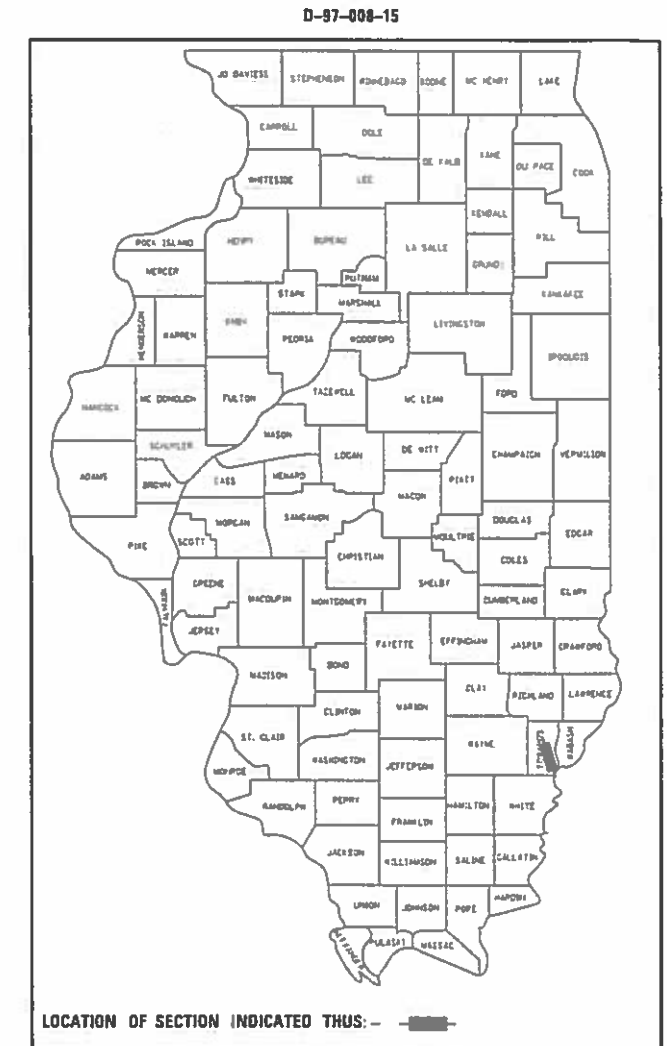 D-97-008-15
JO DAVIESS STEPHENSON WINNEBAGO BOONE MC HENRY LAKE
CARROLL OGLE DE KALB KANE DU PAGE COOK
WHITESIDE LEE KENDALL WILL
ROCK ISLAND HENRY BUREAU LA SALLE GRUNDY
MERCER PUTNAM KANKAKEE
HENDERSON WARREN KNOX STARK MARSHALL LIVINGSTON
PEORIA WOODFORD IROQUOIS
HANCOCK MC DONOUGH FULTON TAZEWELL MC LEAN FORD
SCHUYLER MASON LOGAN DE WITT CHAMPAIGN VERMILION
ADAMS BROWN CASS MENARD PIATT
MACON
PIKE SCOTT MORGAN SANGAMON MOULTRIE DOUGLAS EDGAR
CHRISTIAN COLES
CALHOUN GREENE MACOUPIN MONTGOMERY SHELBY CUMBERLAND CLARK
JERSEY FAYETTE EFFINGHAM JASPER CRAWFORD
MADISON BOND CLAY RICHLAND LAWRENCE
CLINTON MARION
ST. CLAIR WAYNE EDWARDS WABASH
MONROE WASHINGTON JEFFERSON
RANDOLPH PERRY HAMILTON WHITE
FRANKLIN
JACKSON WILLIAMSON SALINE GALLATIN
UNION JOHNSON POPE HARDIN
ALEXANDER PULASKI MASSAC
LOCATION OF SECTION INDICATED THUS: -